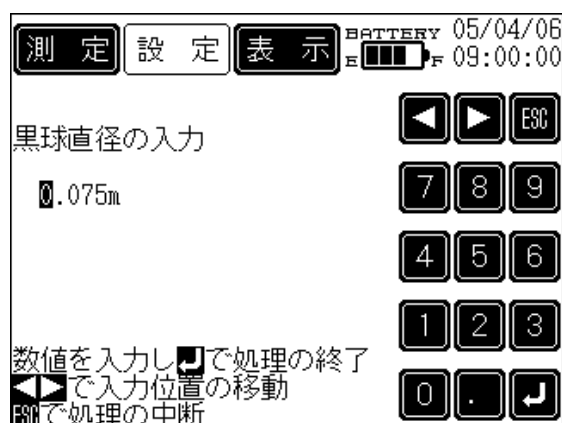 測 定 設 定 表 示 BATTERY 05/04/06
E F 09:00:00
◀ ▶ ESC
黒球直径の入力
0.075m
7 8 9
4 5 6
1 2 3
0 . ↵
数値を入力し↵で処理の終了
◀▶で入力位置の移動
ESCで処理の中断